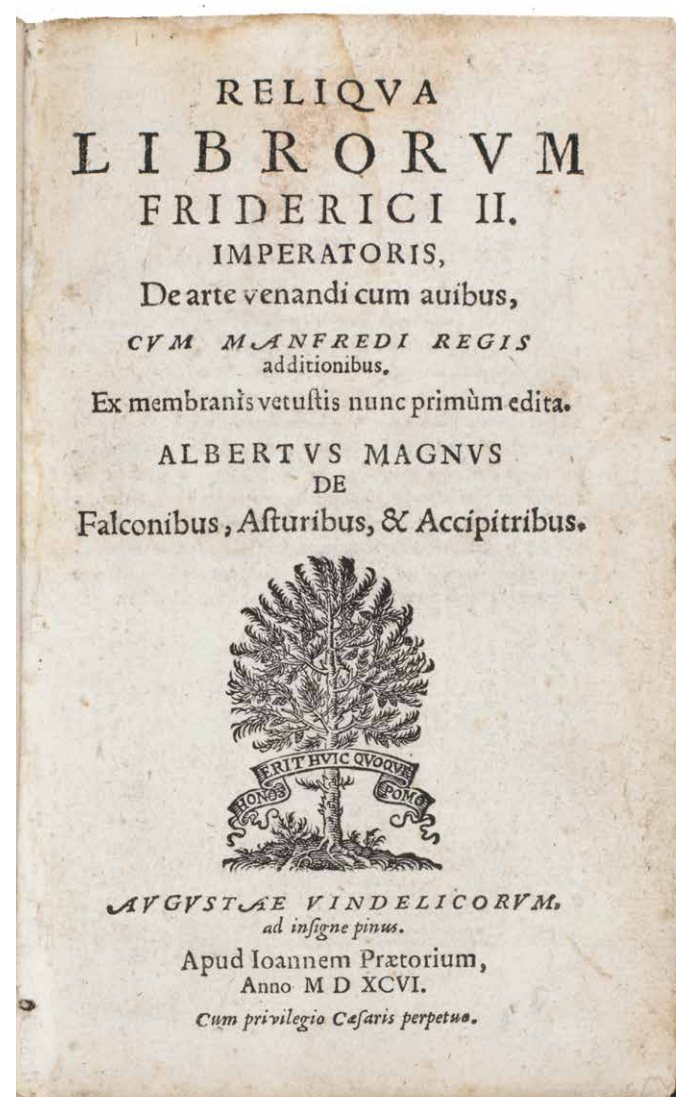 RELIQVA
LIBRORVM
FRIDERICI II.
IMPERATORIS,
De arte venandi cum auibus,
CVM MANFREDI REGIS
additionibus.
Ex membranis vetuſtis nunc primùm edita.
ALBERTVS MAGNVS
DE
Falconibus, Aſturibus, & Accipitribus.
ERIT HVIC QVOQVE
HONOS POMO
AVGVSTAE VINDELICORVM.
ad inſigne pinus.
Apud Ioannem Prætorium,
Anno M D XCVI.
Cum privilegio Cæſaris perpetuo.